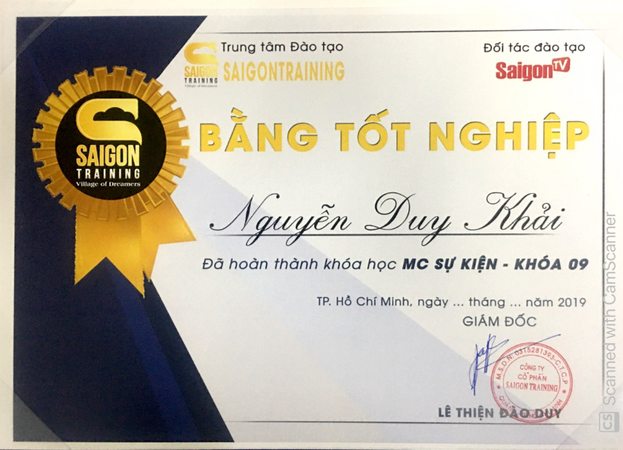 Trung tâm Đào tạo
SAIGONTRAINING
Đối tác đào tạo
SaigonTV
SAIGON
TRAINING
Village of Dreamers
SAIGON
TRAINING
Village of Dreamers
BẰNG TỐT NGHIỆP
Nguyễn Duy Khải
Đã hoàn thành khóa học MC SỰ KIỆN - KHÓA 09
TP. Hồ Chí Minh, ngày ... tháng ... năm 2019
GIÁM ĐỐC
M.S.D.N: 0315281393-C.T.C.P
CÔNG TY
CỔ PHẦN
SAIGON TRAINING
LÊ THIỆN ĐÀO DUY
CS Scanned with CamScanner